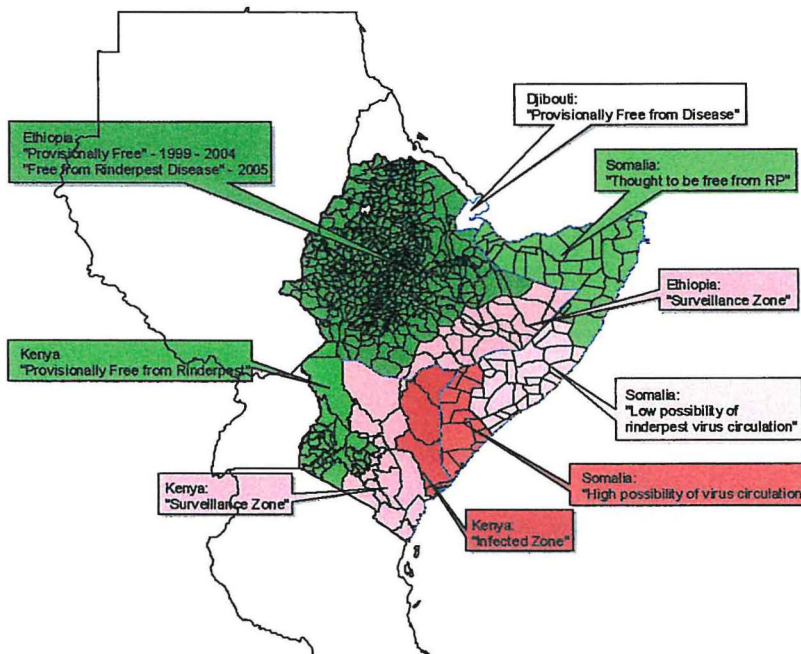 Djibouti:
"Provisionally Free from Disease"
Ethiopia:
"Provisionally Free" - 1999 - 2004
"Free from Rinderpest Disease" - 2005
Somalia:
"Thought to be free from RP"
Ethiopia:
"Surveillance Zone"
Kenya
"Provisionally Free from Rinderpest"
Somalia:
"Low possibility of
rinderpest virus circulation"
Somalia:
"High possibility of virus circulation
Kenya:
"Surveillance Zone"
Kenya:
"Infected Zone"